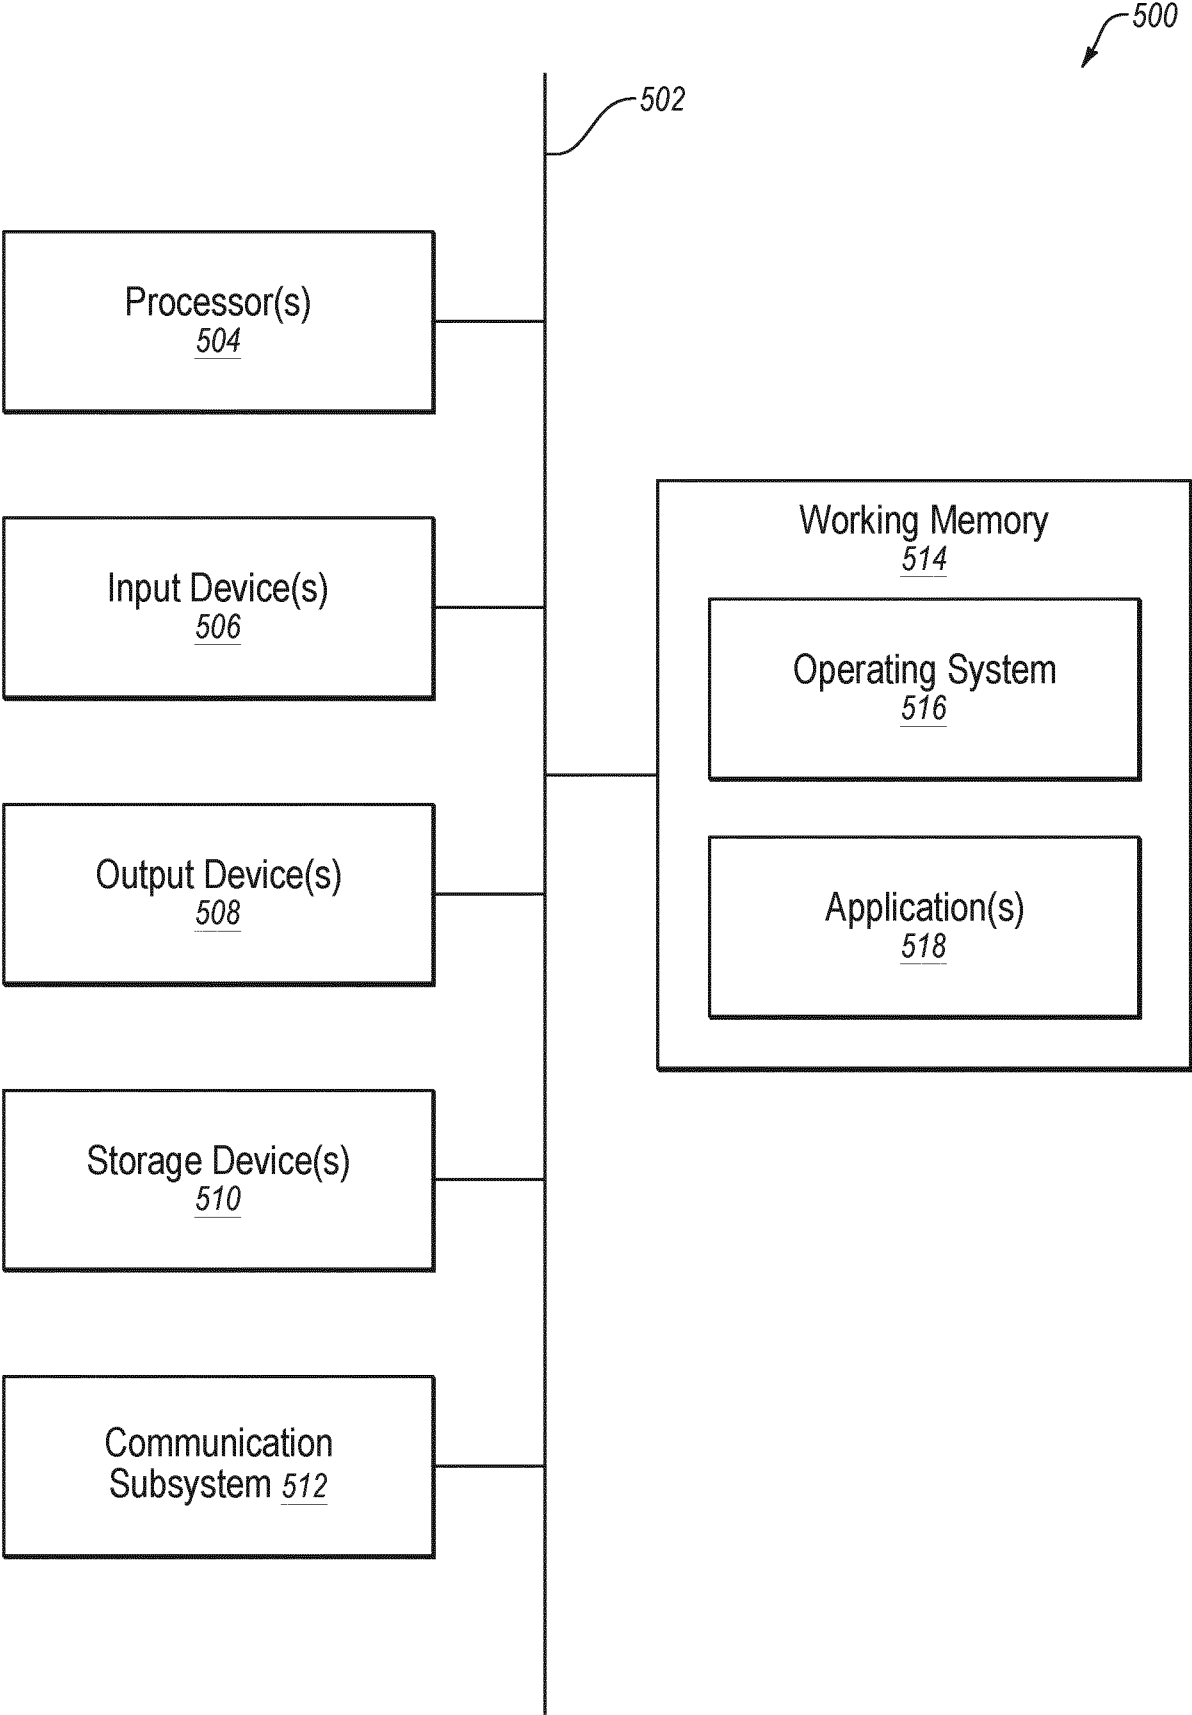 500
502
Processor(s)
504
Input Device(s)
506
Output Device(s)
508
Storage Device(s)
510
Communication
Subsystem 512
Working Memory
514
Operating System
516
Application(s)
518